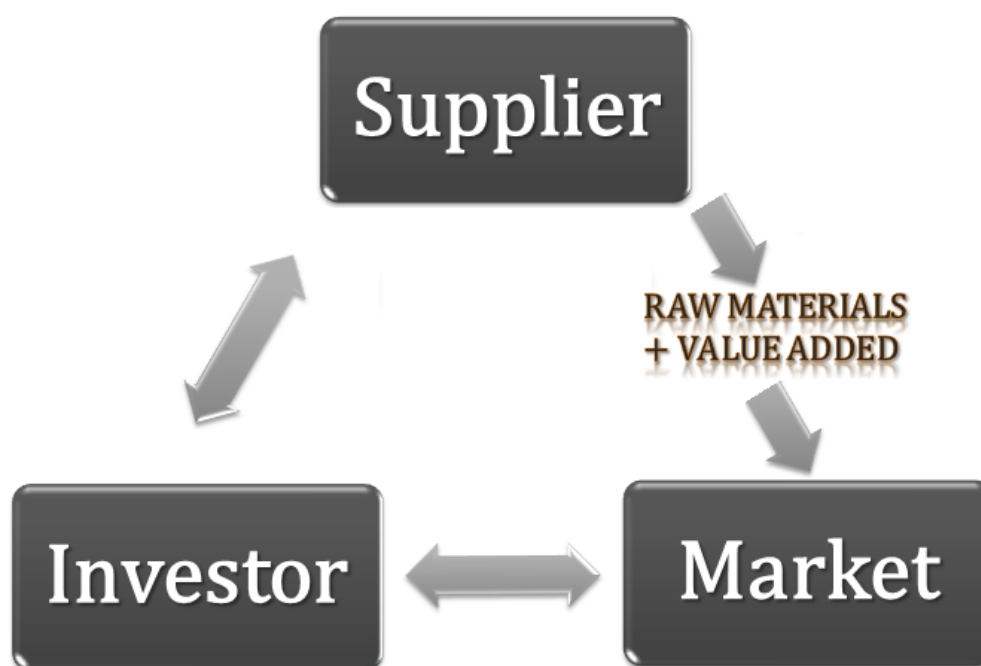 Supplier
RAW MATERIALS
+ VALUE ADDED
Investor
Market